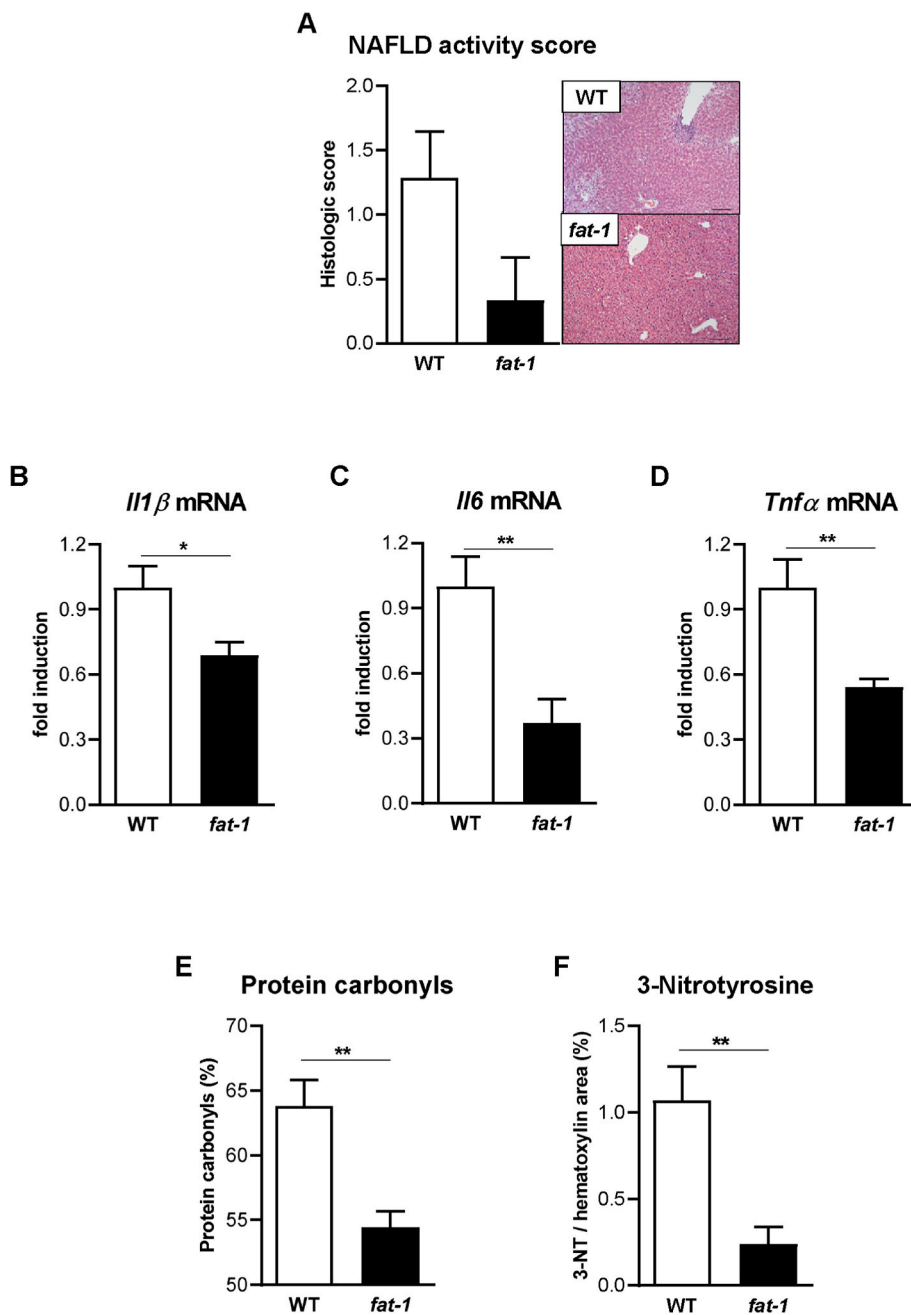 A
NAFLD activity score
Histologic score
2.0
1.5
1.0
0.5
0.0
WT
fat-1
WT
fat-1
B
Il1β mRNA
fold induction
1.2
0.9
0.6
0.3
0.0
*
WT
fat-1
C
Il6 mRNA
fold induction
1.2
0.9
0.6
0.3
0.0
**
WT
fat-1
D
Tnfα mRNA
fold induction
1.2
0.9
0.6
0.3
0.0
**
WT
fat-1
E
Protein carbonyls
Protein carbonyls (%)
70
65
60
55
50
**
WT
fat-1
F
3-Nitrotyrosine
3-NT / hematoxylin area (%)
1.5
1.0
0.5
0.0
**
WT
fat-1